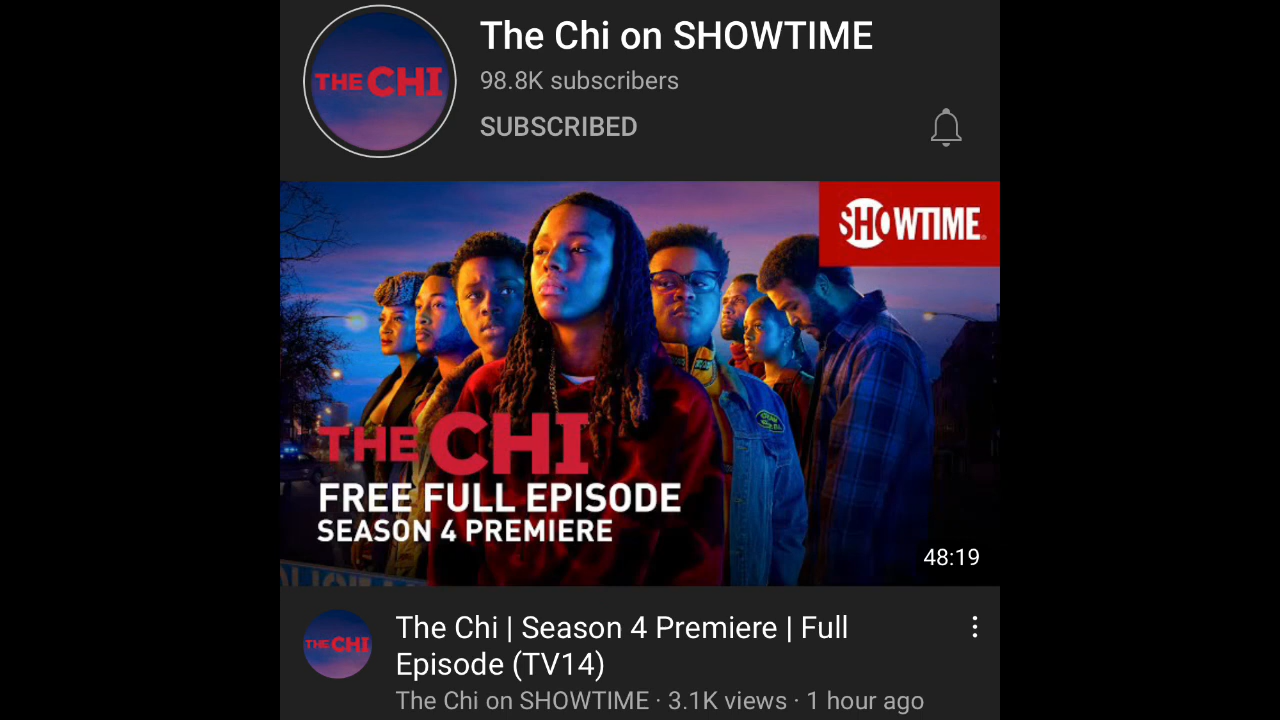 THE CHI
The Chi on SHOWTIME
98.8K subscribers
SUBSCRIBED
SHOWTIME
THE CHI
FREE FULL EPISODE
SEASON 4 PREMIERE
48:19
THE CHI
The Chi | Season 4 Premiere | Full
Episode (TV14)
The Chi on SHOWTIME · 3.1K views · 1 hour ago